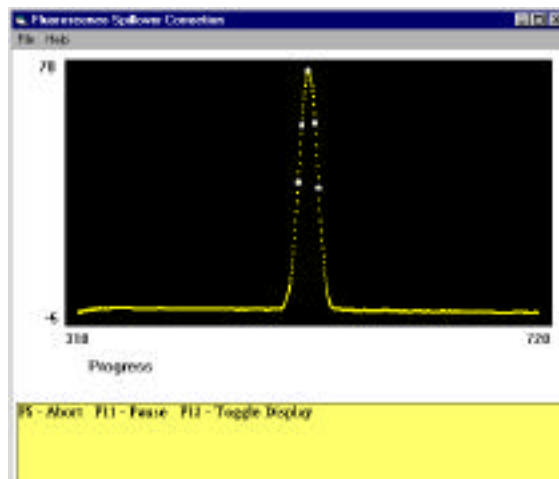 Fluorescence Spillover Correction
File Help
70
-6
310
720
Progress
F5 - Abort F11 - Pause F12 - Toggle Display